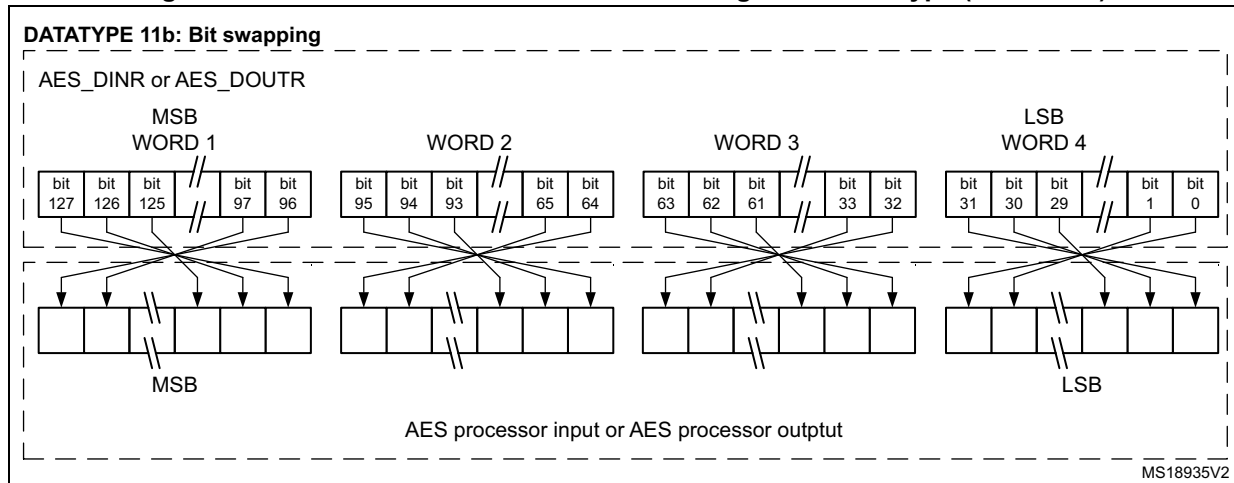 DATATYPE 11b: Bit swapping
AES_DINR or AES_DOUTR
MSB LSB
WORD 1 WORD 2 WORD 3 WORD 4
bit bit bit bit bit bit bit bit bit bit bit bit bit bit bit bit bit bit bit bit
127 126 125 97 96 95 94 93 65 64 63 62 61 33 32 31 30 29 1 0
MSB LSB
AES processor input or AES processor outptut
MS18935V2